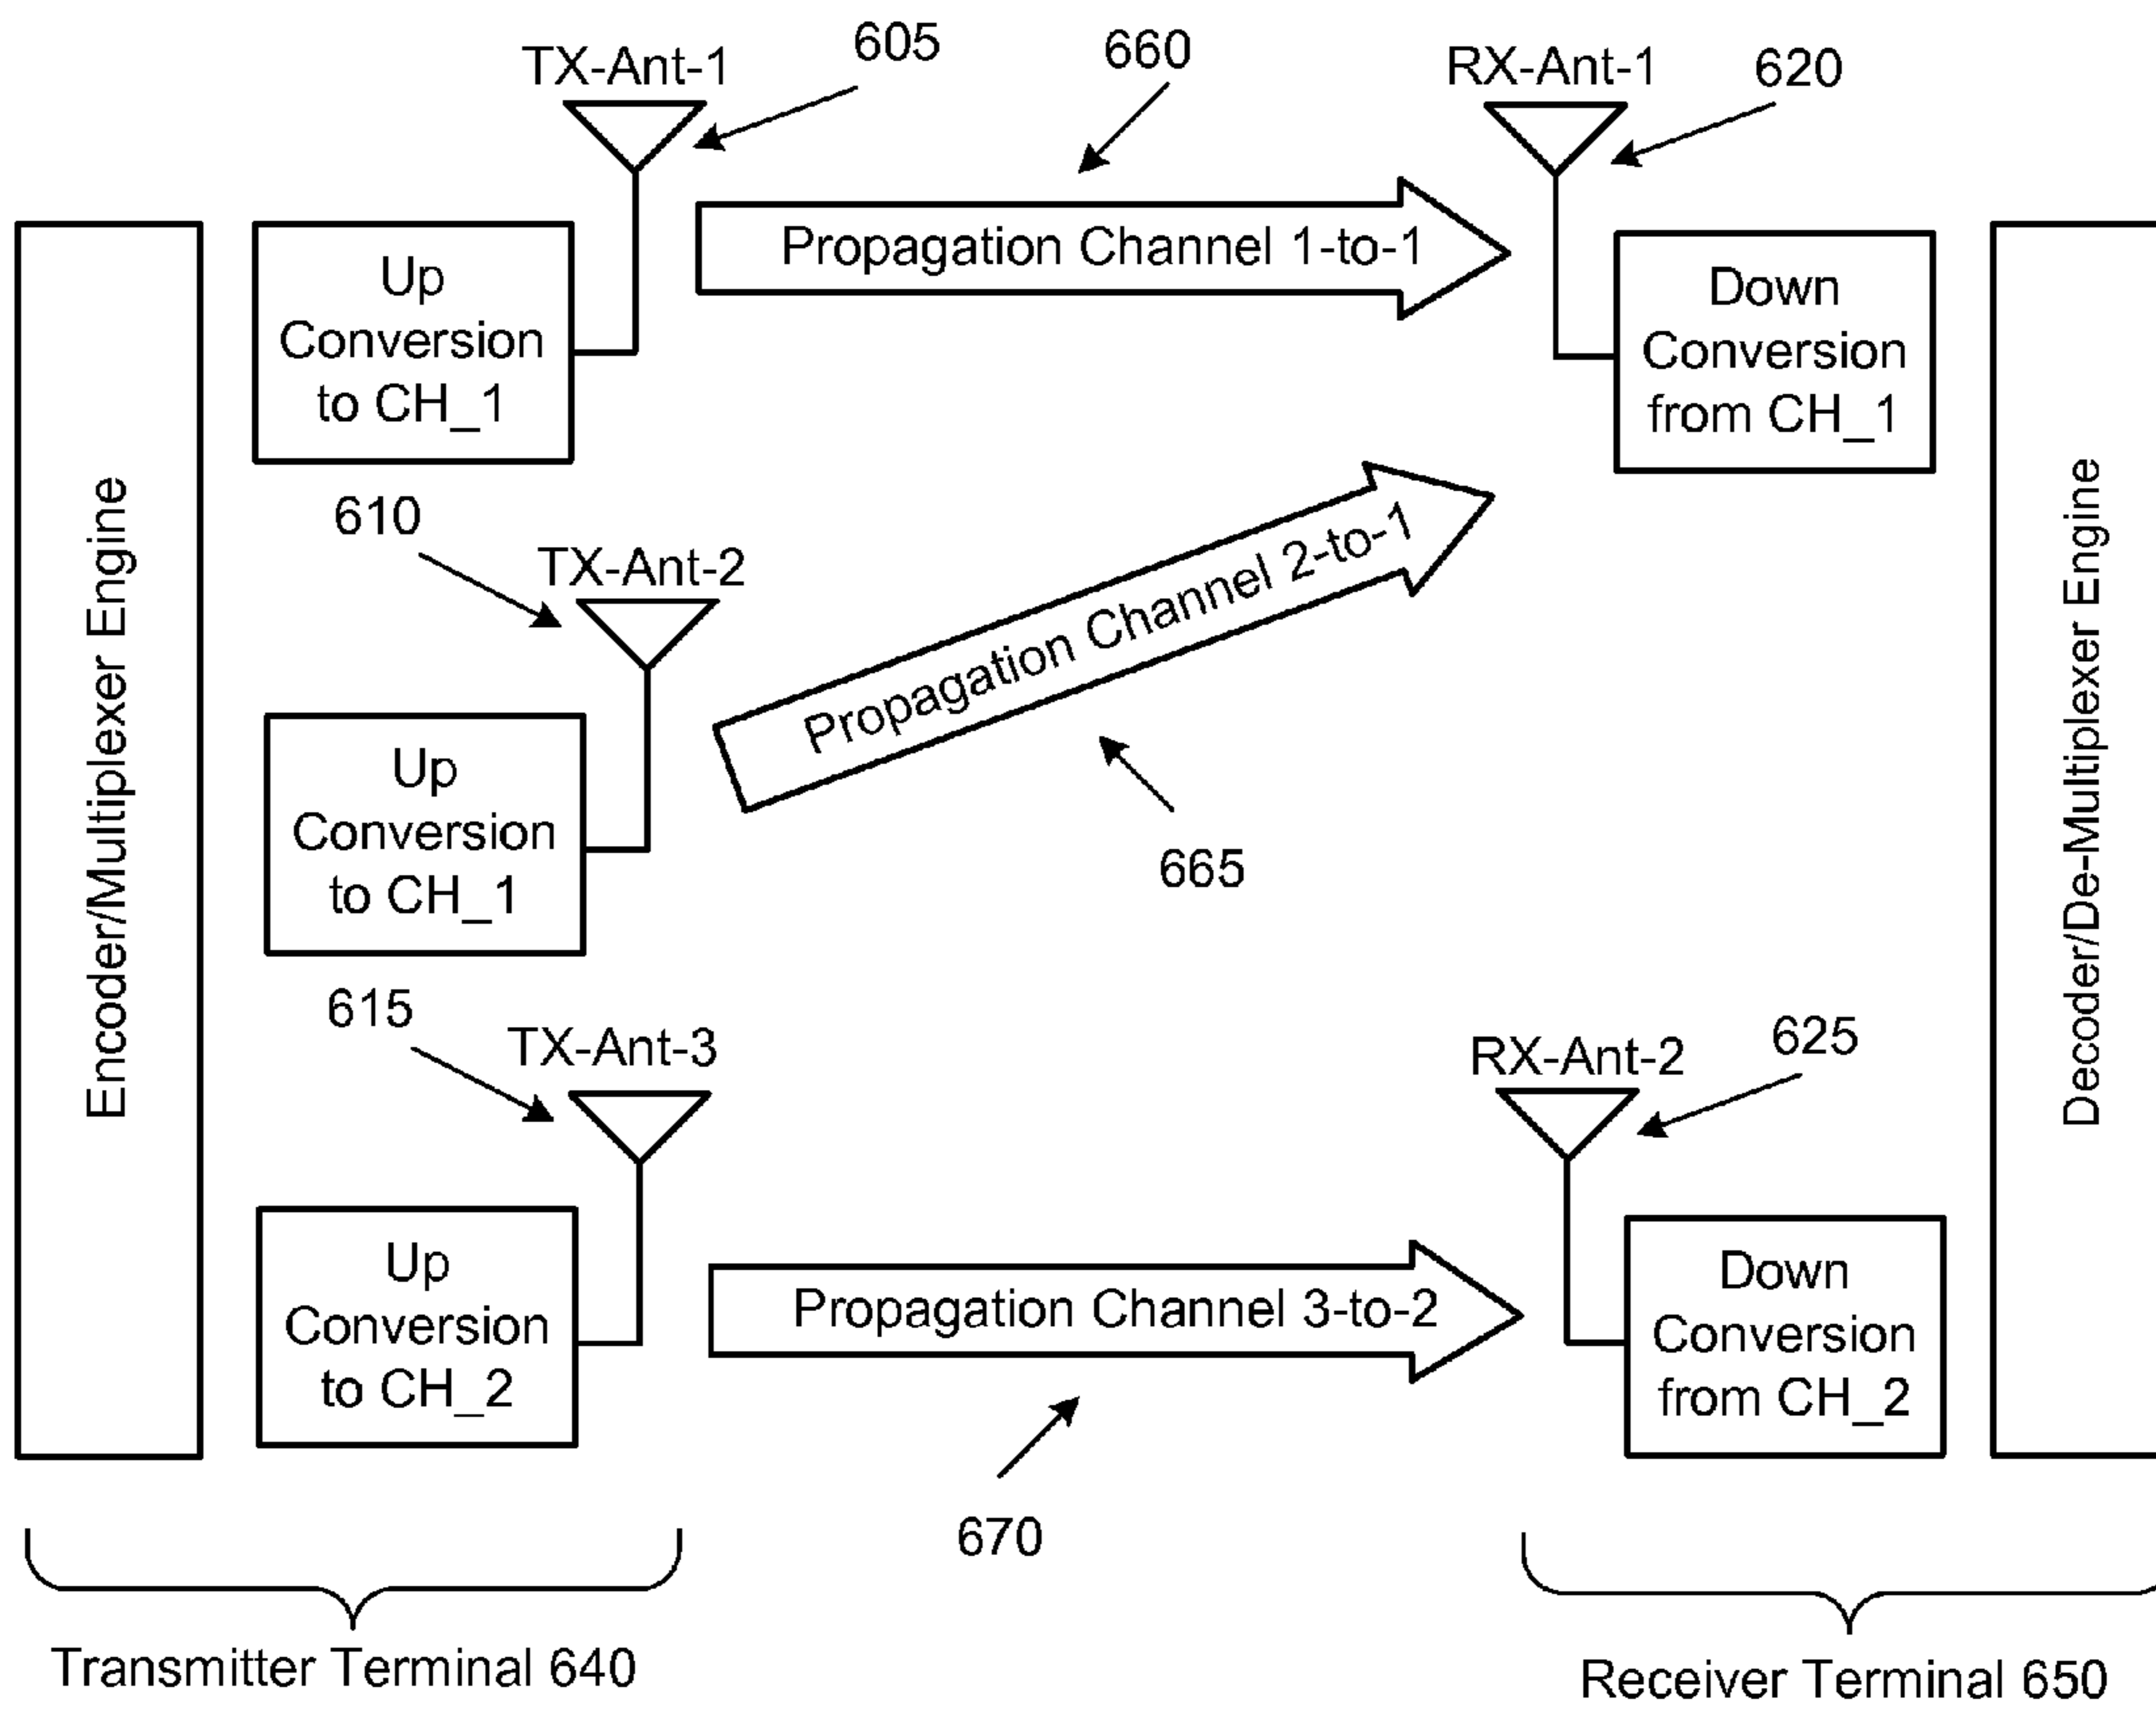 605
660
TX-Ant-1
RX-Ant-1
620
Propagation Channel 1-to-1
Up
Conversion
to CH_1
Down
Conversion
from CH_1
Encoder/Multiplexer Engine
Decoder/De-Multiplexer Engine
610
TX-Ant-2
Propagation Channel 2-to-1
Up
Conversion
to CH_1
665
615
TX-Ant-3
RX-Ant-2
625
Up
Conversion
to CH_2
Propagation Channel 3-to-2
Down
Conversion
from CH_2
670
Transmitter Terminal 640
Receiver Terminal 650